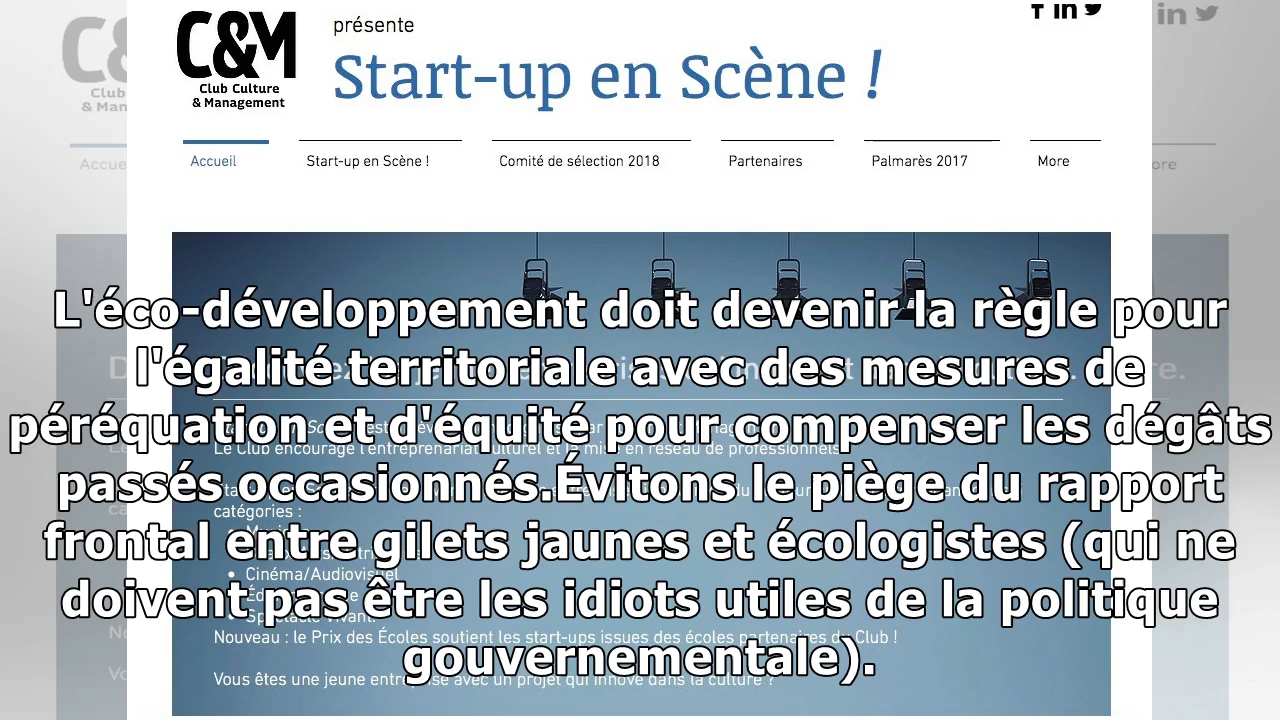 C&M
Club Culture
& Management
présente
Start-up en Scène !
Accueil
Start-up en Scène !
Comité de sélection 2018
Partenaires
Palmarès 2017
More
L'éco-développement doit devenir la règle pour
l'égalité territoriale avec des mesures de
péréquation et d'équité pour compenser les dégâts
passés occasionnés.Évitons le piège du rapport
frontal entre gilets jaunes et écologistes (qui ne
doivent pas être les idiots utiles de la politique
gouvernementale).
Le Club encourage l'entreprenariat culturel et la mise en réseau de professionnels
catégories :
Cinéma/Audiovisuel
Spectacle vivant.
Nouveau : le Prix des Écoles soutient les start-ups issues des écoles partenaires du Club !
Vous êtes une jeune entreprise avec un projet qui innove dans la culture ?